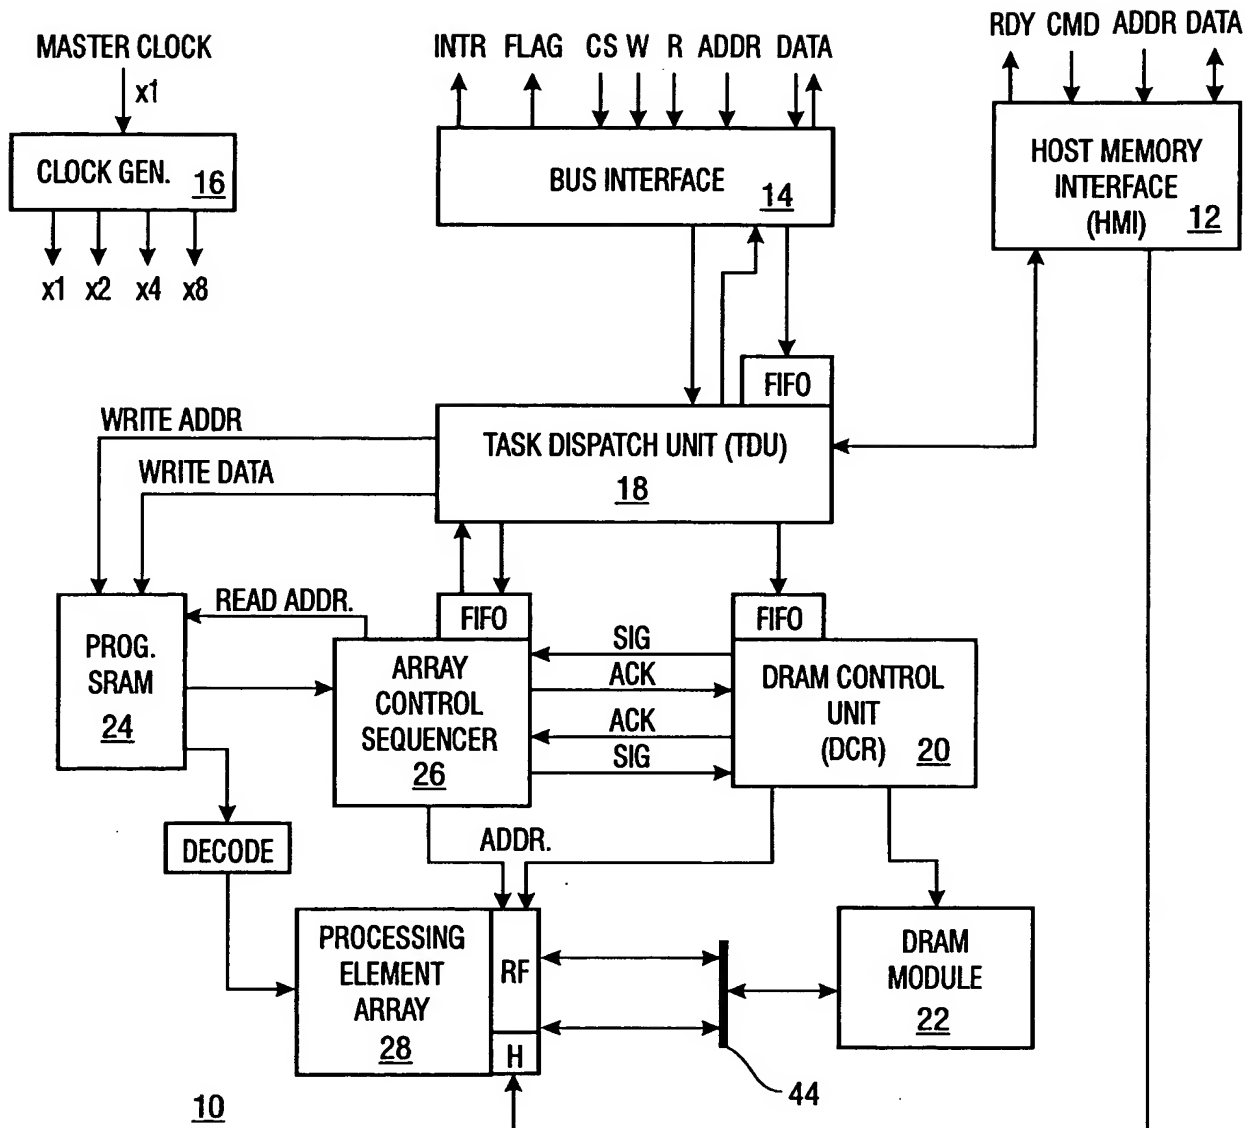 MASTER CLOCK
x1
CLOCK GEN.
16
x1 x2 x4 x8
INTR FLAG CS W R ADDR DATA
BUS INTERFACE
14
RDY CMD ADDR DATA
HOST MEMORY
INTERFACE
(HMI)
12
FIFO
TASK DISPATCH UNIT (TDU)
18
WRITE ADDR
WRITE DATA
READ ADDR.
PROG.
SRAM
24
FIFO
ARRAY
CONTROL
SEQUENCER
26
SIG
ACK
ACK
SIG
FIFO
DRAM CONTROL
UNIT
(DCR)
20
DECODE
ADDR.
PROCESSING
ELEMENT
ARRAY
28
RF
H
DRAM
MODULE
22
44
10